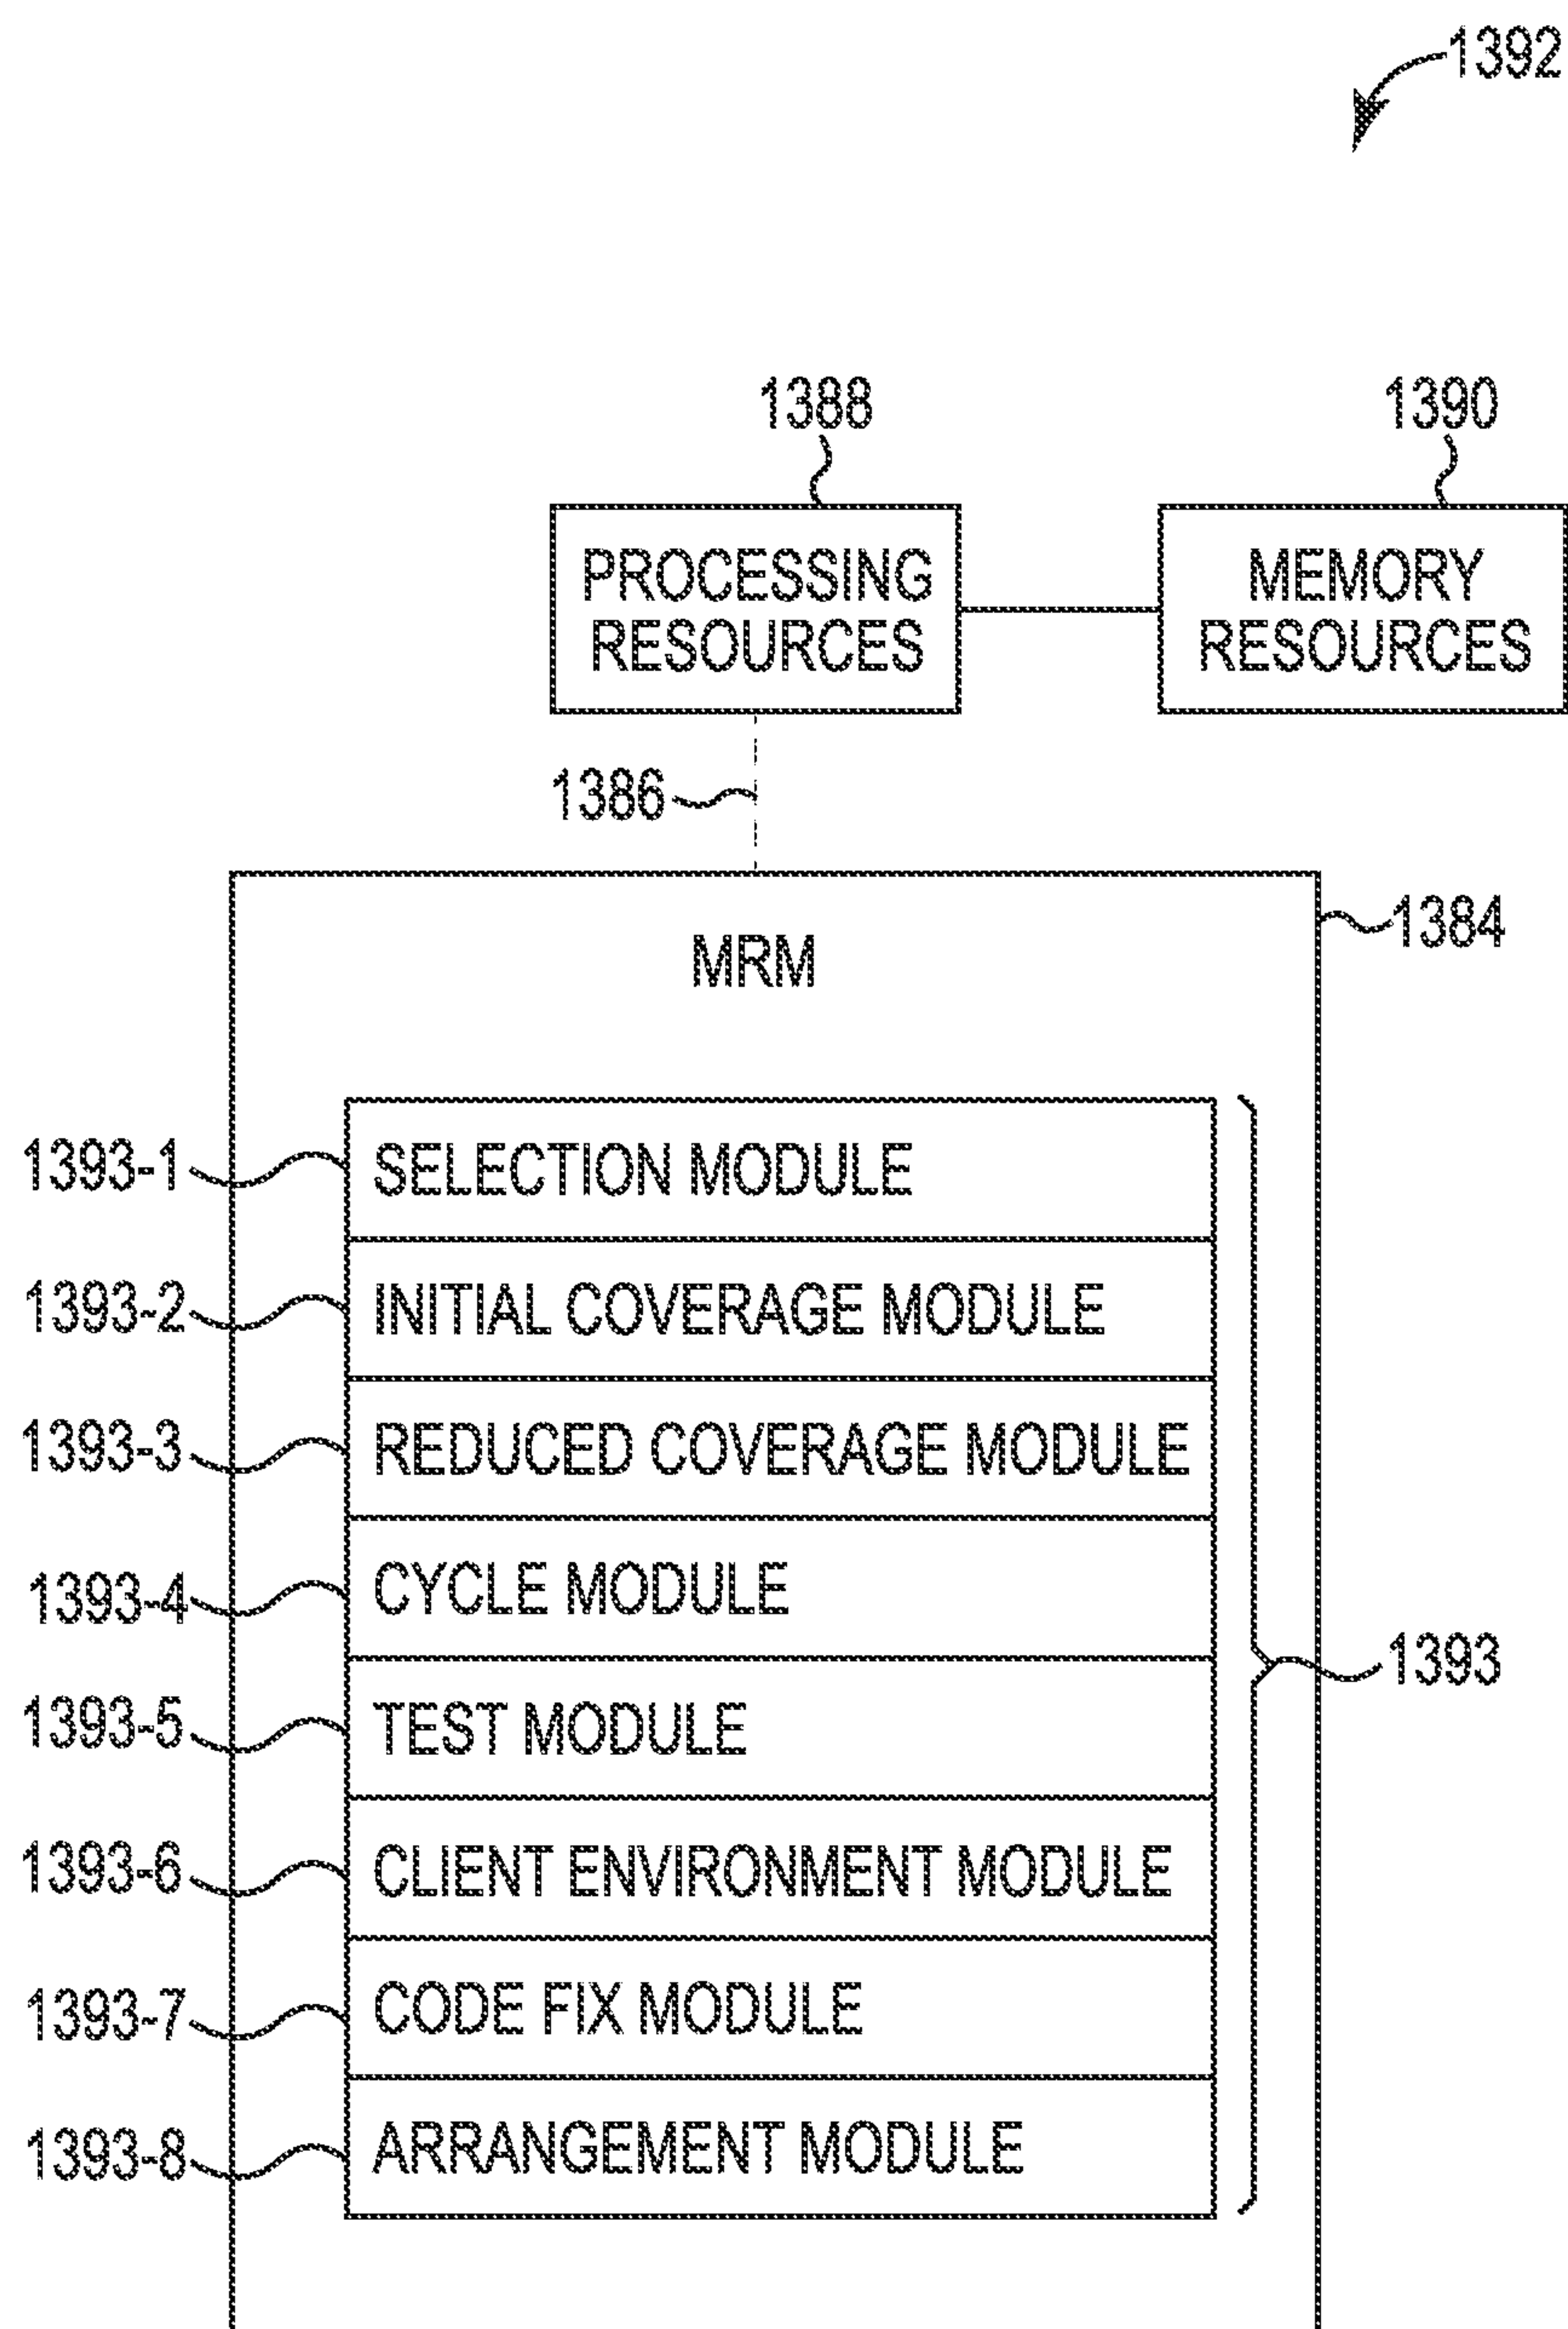 1392
1388
1390
PROCESSING
RESOURCES
MEMORY
RESOURCES
1386
1384
MRM
1393-1
SELECTION MODULE
1393-2
INITIAL COVERAGE MODULE
1393-3
REDUCED COVERAGE MODULE
1393-4
CYCLE MODULE
1393
1393-5
TEST MODULE
1393-6
CLIENT ENVIRONMENT MODULE
1393-7
CODE FIX MODULE
1393-8
ARRANGEMENT MODULE